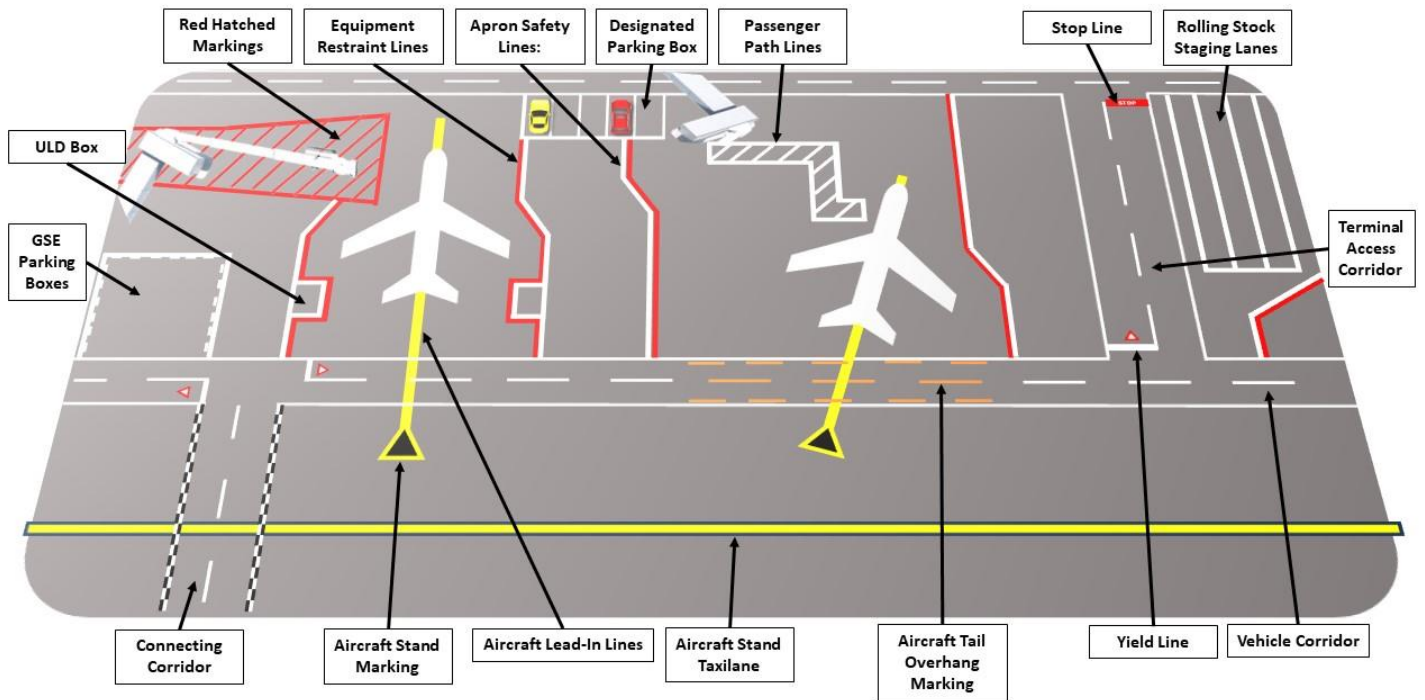 Red Hatched
Markings
Equipment
Restraint Lines
Apron Safety
Lines:
Designated
Parking Box
Passenger
Path Lines
Stop Line
Rolling Stock
Staging Lanes
STOP
ULD Box
GSE
Parking
Boxes
Terminal
Access
Corridor
Connecting
Corridor
Aircraft Stand
Marking
Aircraft Lead-In Lines
Aircraft Stand
Taxilane
Aircraft Tail
Overhang
Marking
Yield Line
Vehicle Corridor